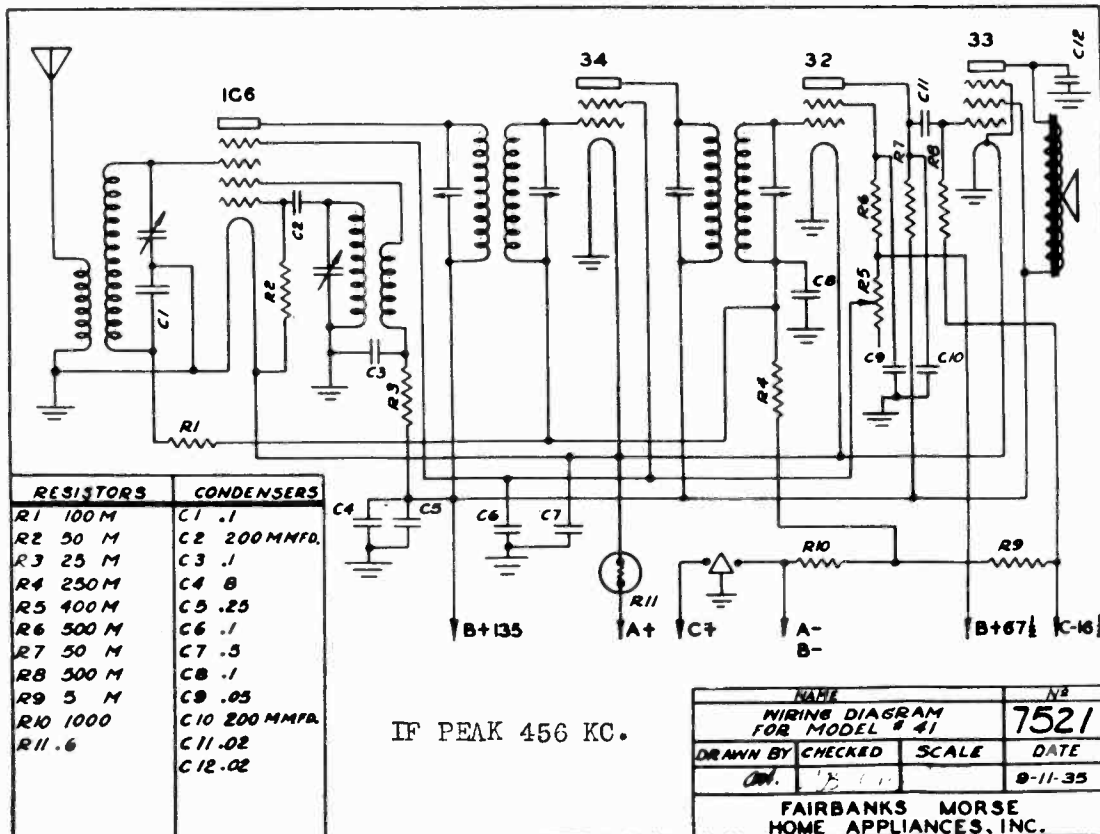 1C6
34
32
33
C12
C11
R7
R8
R6
R5
C1
C2
R2
C3
R3
C8
R4
C9
C10
R1
C4
C5
C6
C7
R11
R10
R9
B+135
A+
C+
A-
B-
B+67½
C-16½
RESISTORS CONDENSERS
R1 100 M C1 .1
R2 50 M C2 200 MMFD.
R3 25 M C3 .1
R4 250 M C4 8
R5 400 M C5 .25
R6 500 M C6 .1
R7 50 M C7 .5
R8 500 M C8 .1
R9 5 M C9 .05
R10 1000 C10 200 MMFD.
R11 .6 C11 .02
C12 .02
IF PEAK 456 KC.
NAME Nº
WIRING DIAGRAM
FOR MODEL # 41
7521
DRAWN BY CHECKED SCALE DATE
9-11-35
FAIRBANKS MORSE
HOME APPLIANCES, INC.